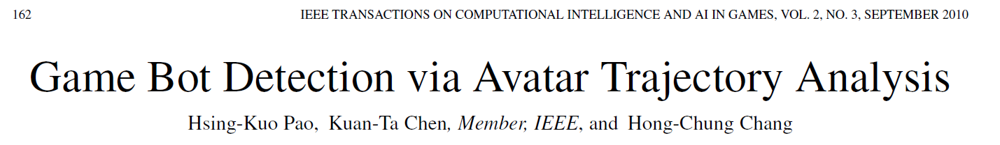 162 IEEE TRANSACTIONS ON COMPUTATIONAL INTELLIGENCE AND AI IN GAMES, VOL. 2, NO. 3, SEPTEMBER 2010
Game Bot Detection via Avatar Trajectory Analysis
Hsing-Kuo Pao, Kuan-Ta Chen, Member, IEEE, and Hong-Chung Chang